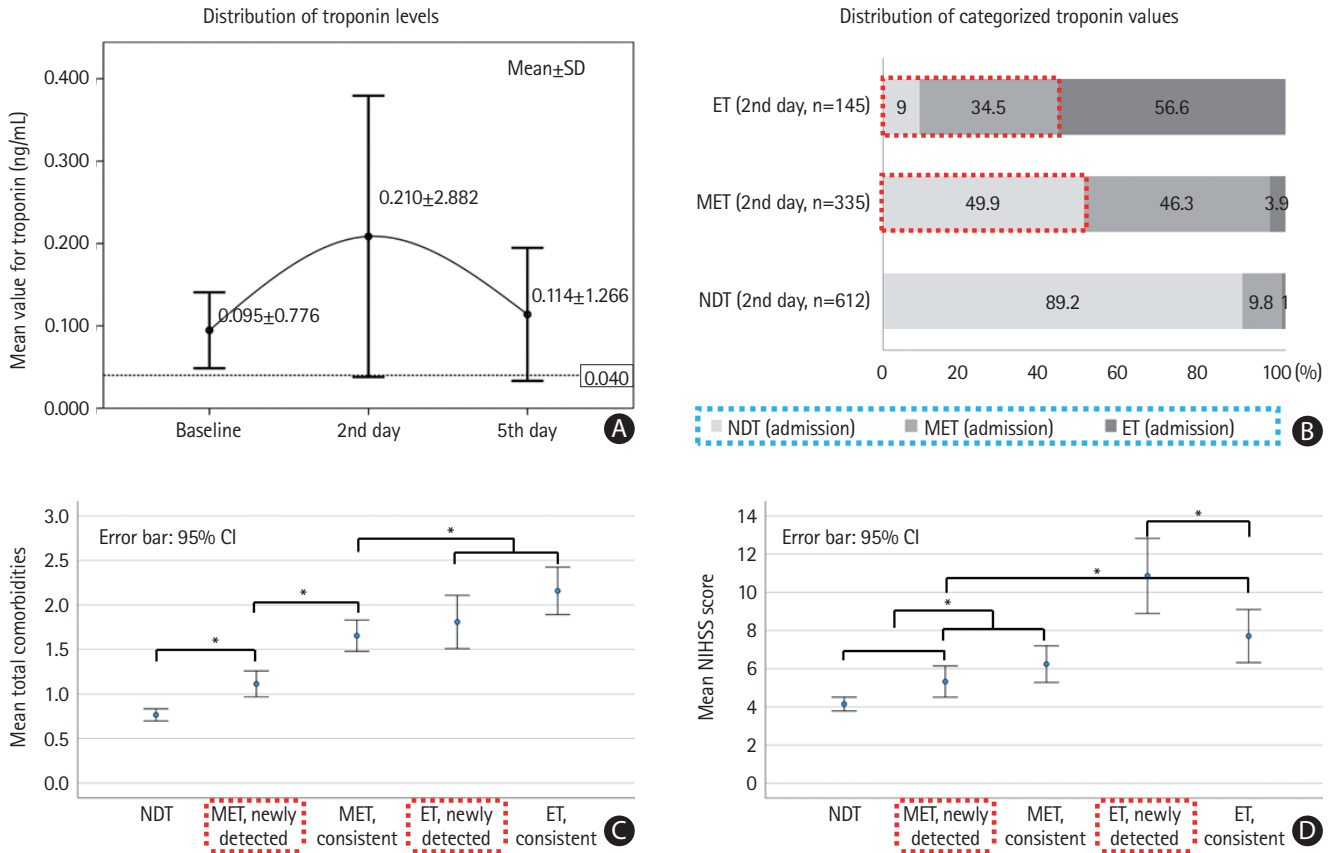 Distribution of troponin levels
Mean±SD
Mean value for troponin (ng/mL)
0.400
0.300
0.200
0.100
0.000
0.210±2.882
0.114±1.266
0.095±0.776
0.040
Baseline
2nd day
5th day
A
Distribution of categorized troponin values
ET (2nd day, n=145)
9
34.5
56.6
MET (2nd day, n=335)
49.9
46.3
3.9
NDT (2nd day, n=612)
89.2
9.8
1
0
20
40
60
80
100 (%)
NDT (admission)
MET (admission)
ET (admission)
B
Mean total comorbidities
3.0
2.5
2.0
1.5
1.0
0.5
0.0
Error bar: 95% CI
*
*
*
NDT
MET, newly
detected
MET,
consistent
ET, newly
detected
ET,
consistent
C
Mean NIHSS score
14
12
10
8
6
4
2
0
Error bar: 95% CI
*
*
*
NDT
MET, newly
detected
MET,
consistent
ET, newly
detected
ET,
consistent
D